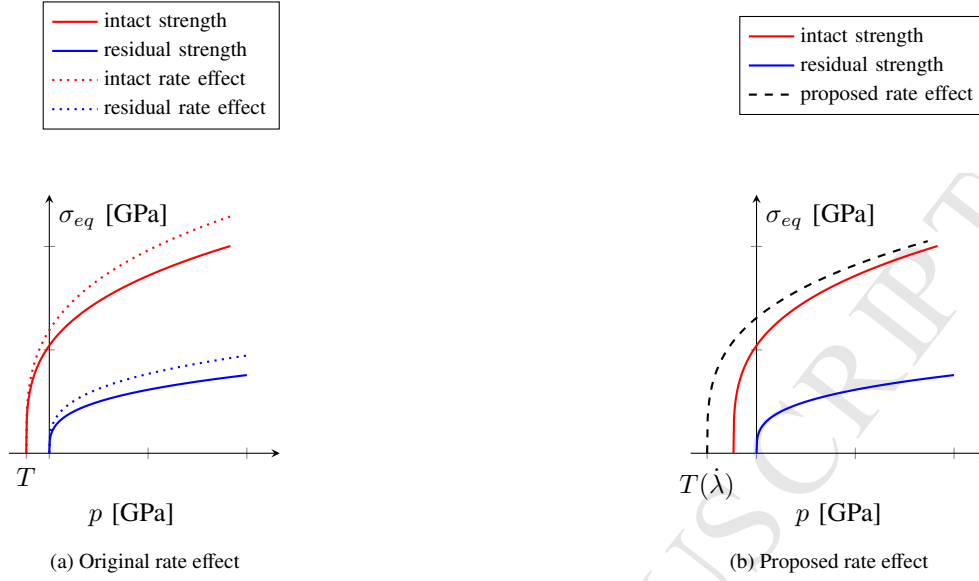 intact strength
residual strength
intact rate effect
residual rate effect
σ_eq [GPa]
T
p [GPa]
(a) Original rate effect
intact strength
residual strength
proposed rate effect
σ_eq [GPa]
T(λ̇)
p [GPa]
(b) Proposed rate effect
USCRIPT